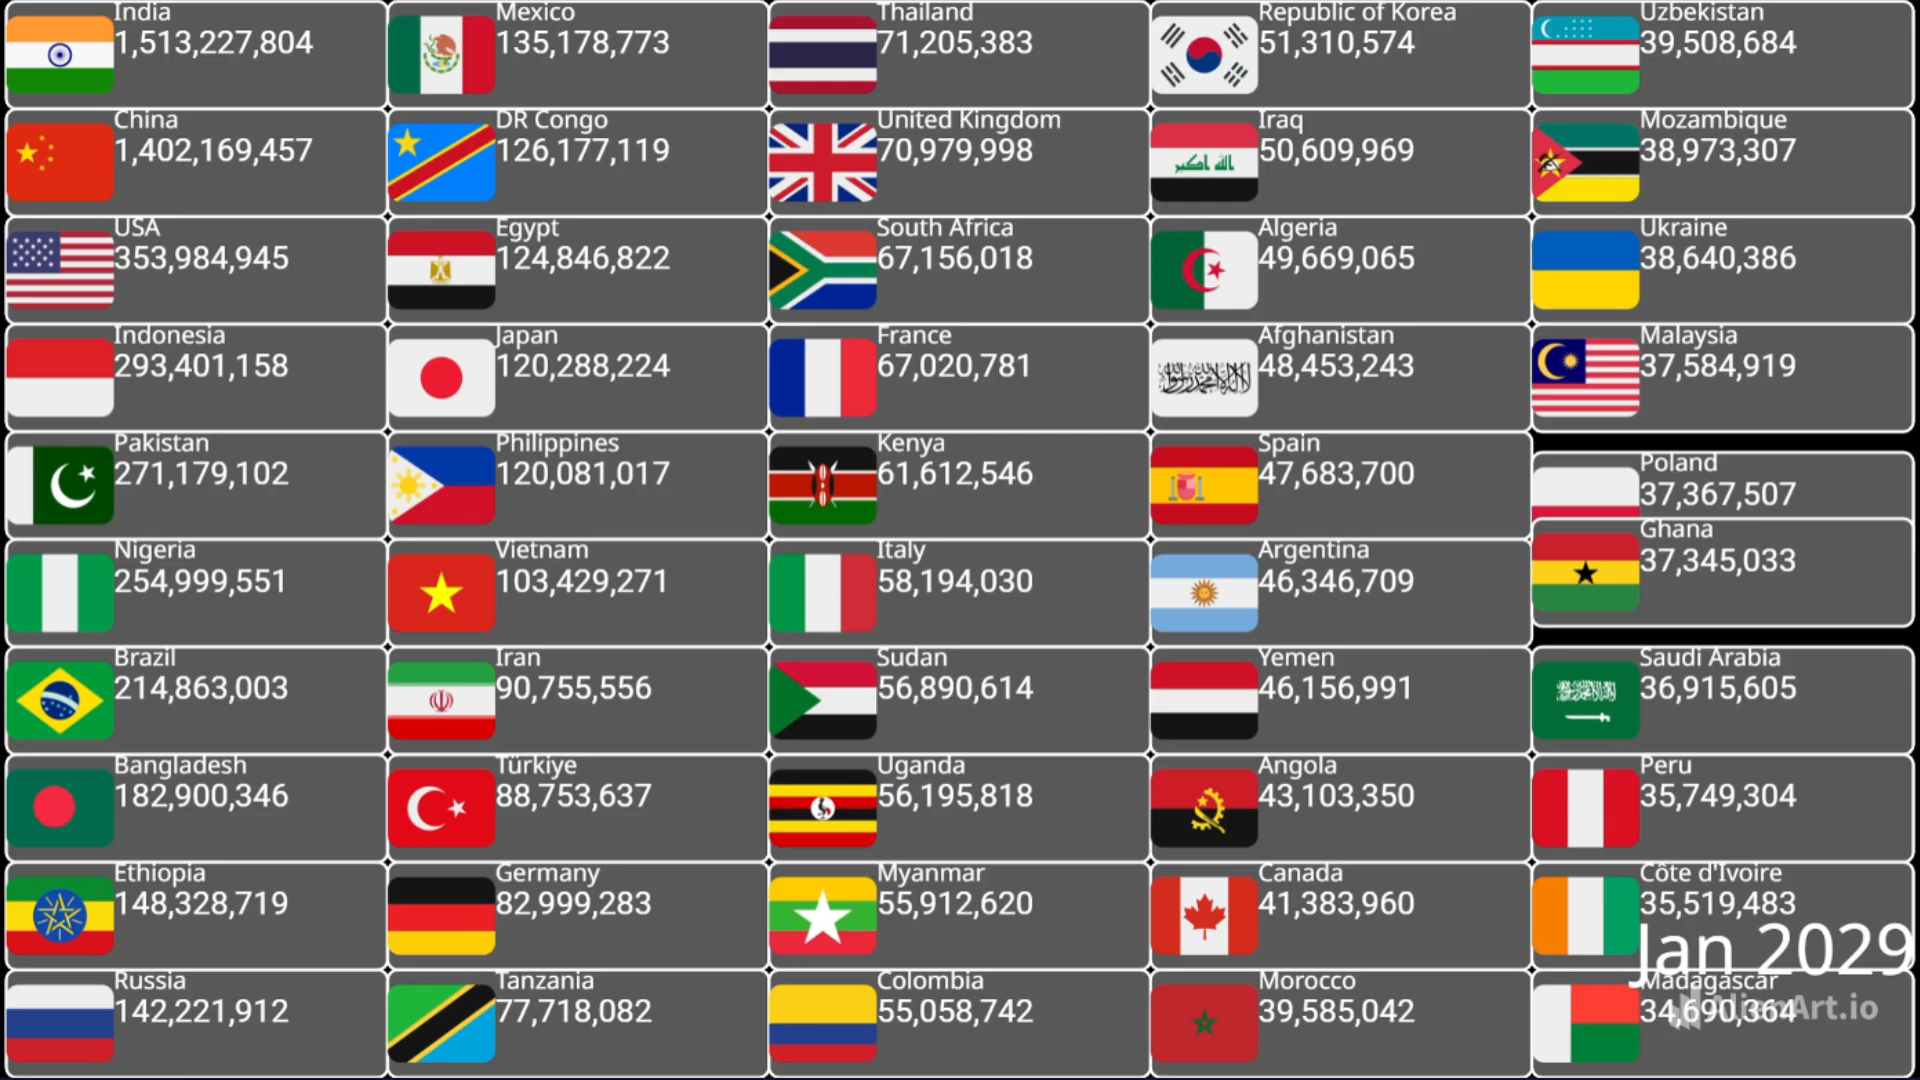 India
1,513,227,804
China
1,402,169,457
USA
353,984,945
Indonesia
293,401,158
Pakistan
271,179,102
Nigeria
254,999,551
Brazil
214,863,003
Bangladesh
182,900,346
Ethiopia
148,328,719
Russia
142,221,912
Mexico
135,178,773
DR Congo
126,177,119
Egypt
124,846,822
Japan
120,288,224
Philippines
120,081,017
Vietnam
103,429,271
Iran
90,755,556
Türkiye
88,753,637
Germany
82,999,283
Tanzania
77,718,082
Thailand
71,205,383
United Kingdom
70,979,998
South Africa
67,156,018
France
67,020,781
Kenya
61,612,546
Italy
58,194,030
Sudan
56,890,614
Uganda
56,195,818
Myanmar
55,912,620
Colombia
55,058,742
Republic of Korea
51,310,574
Iraq
50,609,969
الله اكبر
Algeria
49,669,065
Afghanistan
48,453,243
Spain
47,683,700
Argentina
46,346,709
Yemen
46,156,991
Angola
43,103,350
Canada
41,383,960
Morocco
39,585,042
Uzbekistan
39,508,684
Mozambique
38,973,307
Ukraine
38,640,386
Malaysia
37,584,919
Poland
37,367,507
Ghana
37,345,033
Saudi Arabia
36,915,605
Peru
35,749,304
Côte d'Ivoire
35,519,483
Jan 2029
Madagascar
34,690,364
AlienArt.io